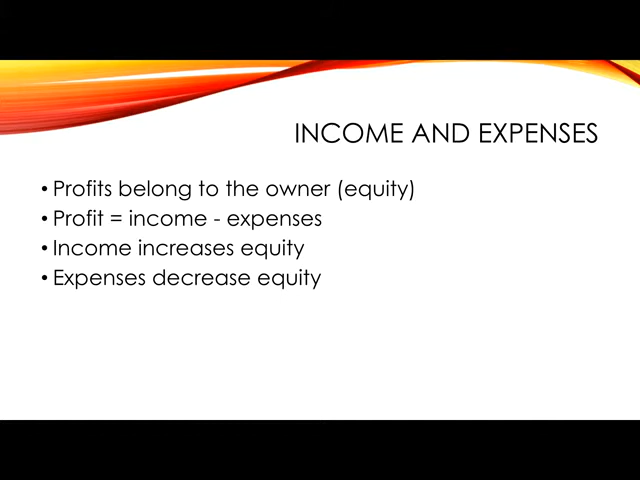 INCOME AND EXPENSES
• Profits belong to the owner (equity)
• Profit = income - expenses
• Income increases equity
• Expenses decrease equity